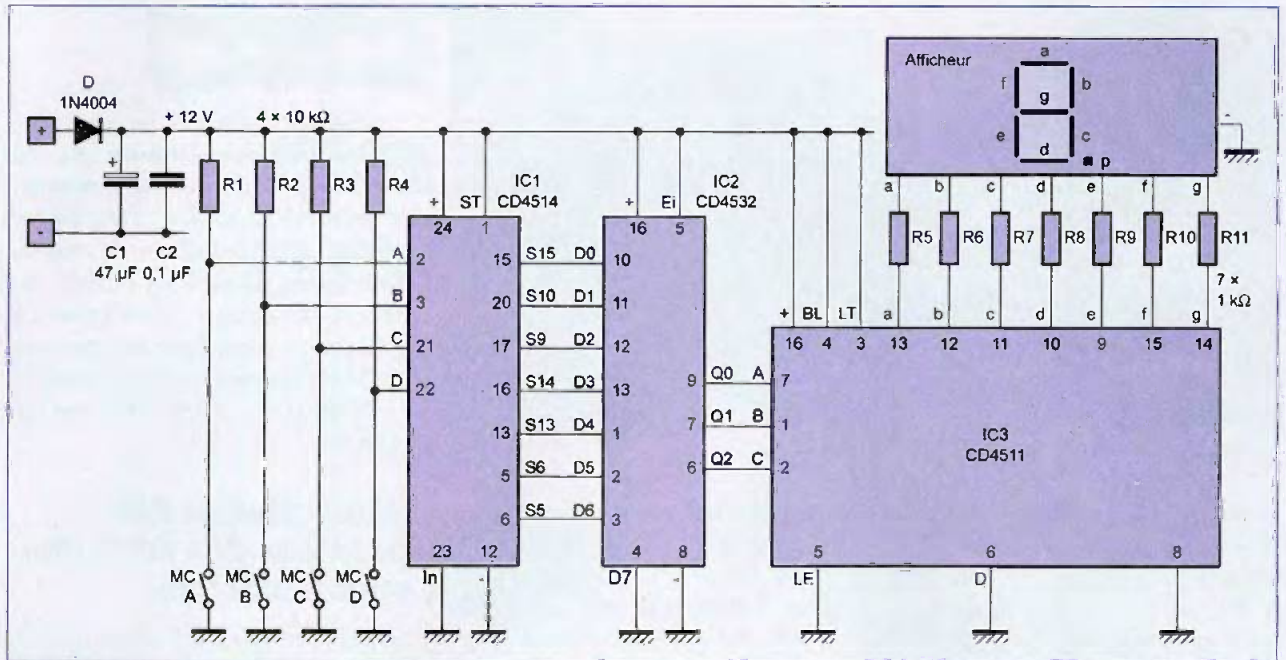 Afficheur
a
f
b
g
e
c
d
p
-
D
1N4004
+
+ 12 V
4 × 10 kΩ
+
R1
R2
R3
R4
-
C1
47 µF
C2
0,1 µF
IC1
CD4514
+
ST
24
1
A
2
B
3
C
21
D
22
15
S15
D0
20
S10
D1
17
S9
D2
16
S14
D3
13
S13
D4
5
S6
D5
6
S5
D6
23
12
In
-
MC
A
MC
B
MC
C
MC
D
IC2
CD4532
+
Ei
16
5
10
11
12
13
1
2
3
9
Q0
A
7
Q1
B
6
Q2
C
4
8
D7
-
a b c d e f g
R5
R6
R7
R8
R9
R10
R11
7 ×
1 kΩ
+ BL LT a b c d e f g
16 4 3 13 12 11 10 9 15 14
7
1
2
IC3
CD4511
5
6
8
LE
D